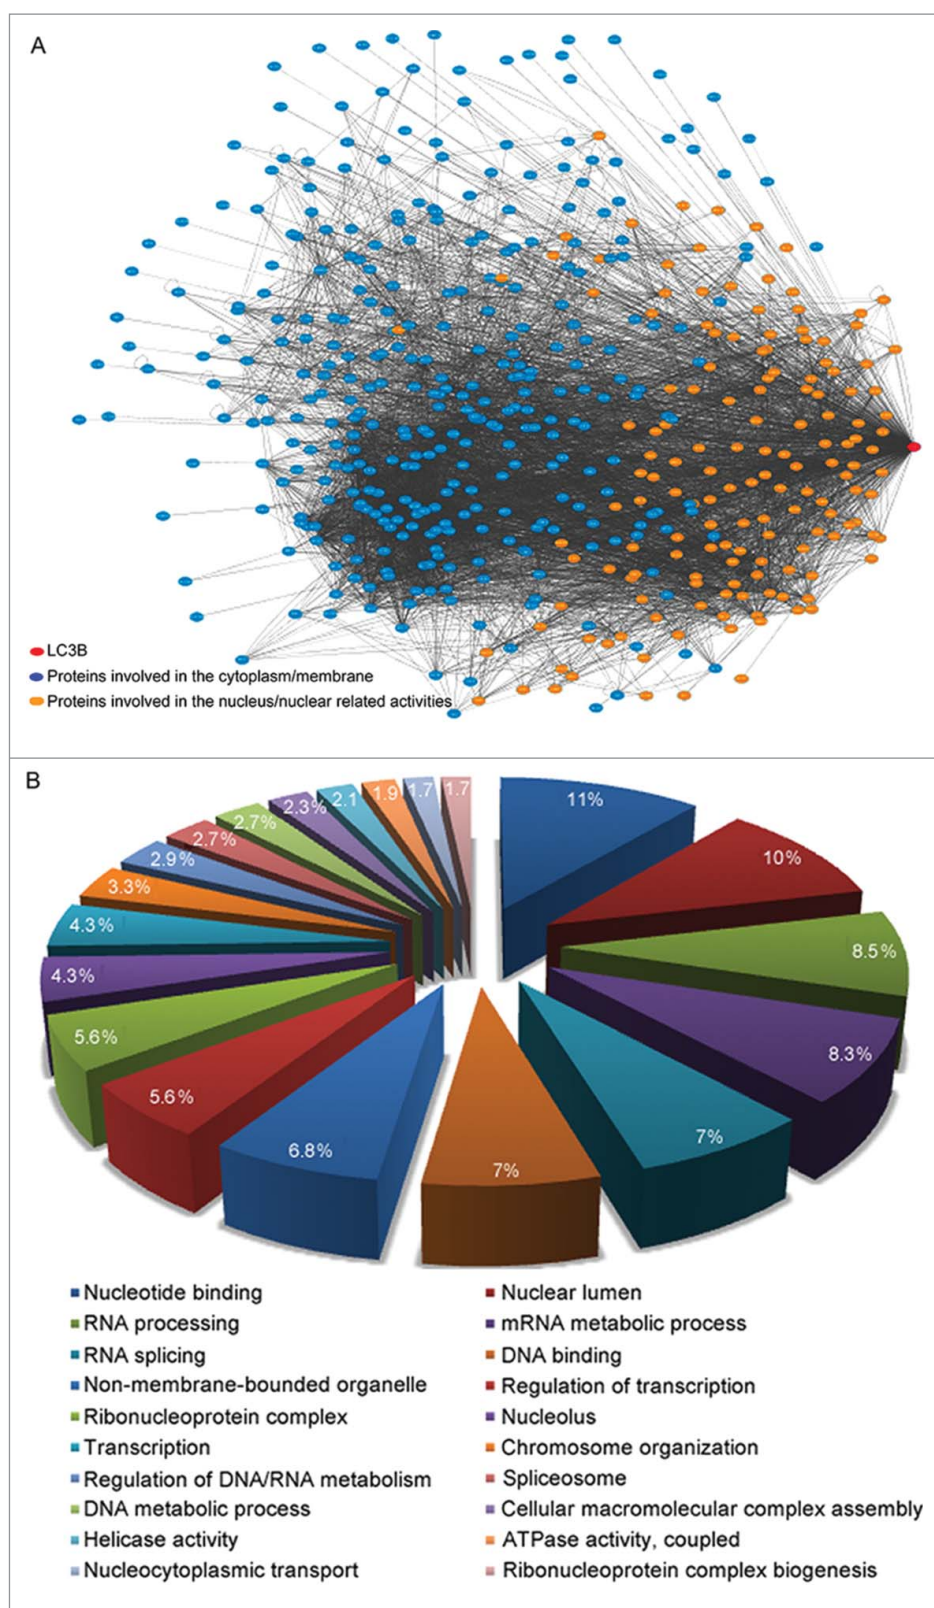 A
LC3B
Proteins involved in the cytoplasm/membrane
Proteins involved in the nucleus/nuclear related activities
B
11%
10%
8.5%
8.3%
7%
7%
6.8%
5.6%
5.6%
4.3%
4.3%
3.3%
2.9%
2.7%
2.7%
2.3%
2.1
1.9
1.7
1.7
Nucleotide binding
Nuclear lumen
RNA processing
mRNA metabolic process
RNA splicing
DNA binding
Non-membrane-bounded organelle
Regulation of transcription
Ribonucleoprotein complex
Nucleolus
Transcription
Chromosome organization
Regulation of DNA/RNA metabolism
Spliceosome
DNA metabolic process
Cellular macromolecular complex assembly
Helicase activity
ATPase activity, coupled
Nucleocytoplasmic transport
Ribonucleoprotein complex biogenesis